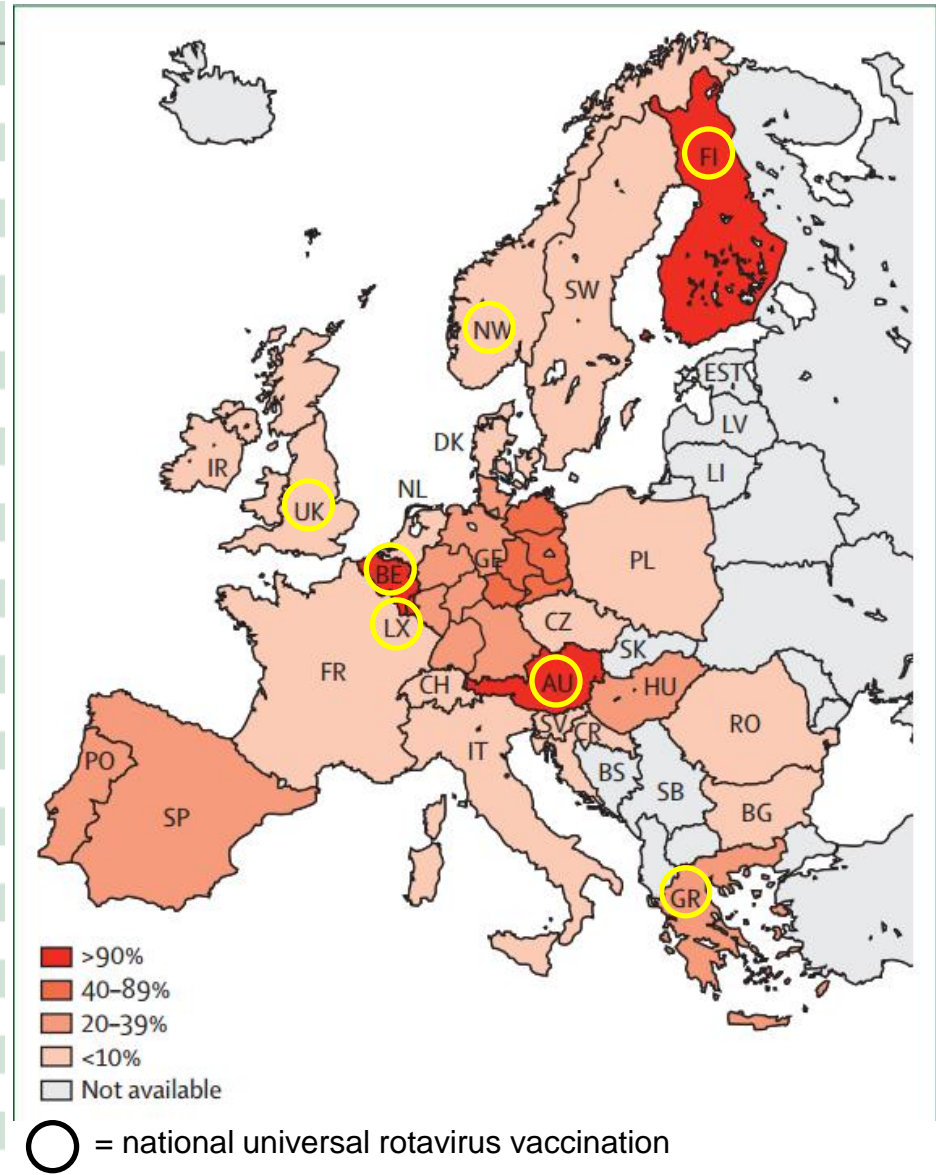 FI
NW
SW
EST
LV
DK
LI
IR
NL
UK
GE
PL
BE
LX
CZ
SK
FR
CH
AU
HU
SV
CR
RO
IT
PO
BS
SB
SP
BG
GR
>90%
40–89%
20–39%
<10%
Not available
= national universal rotavirus vaccination